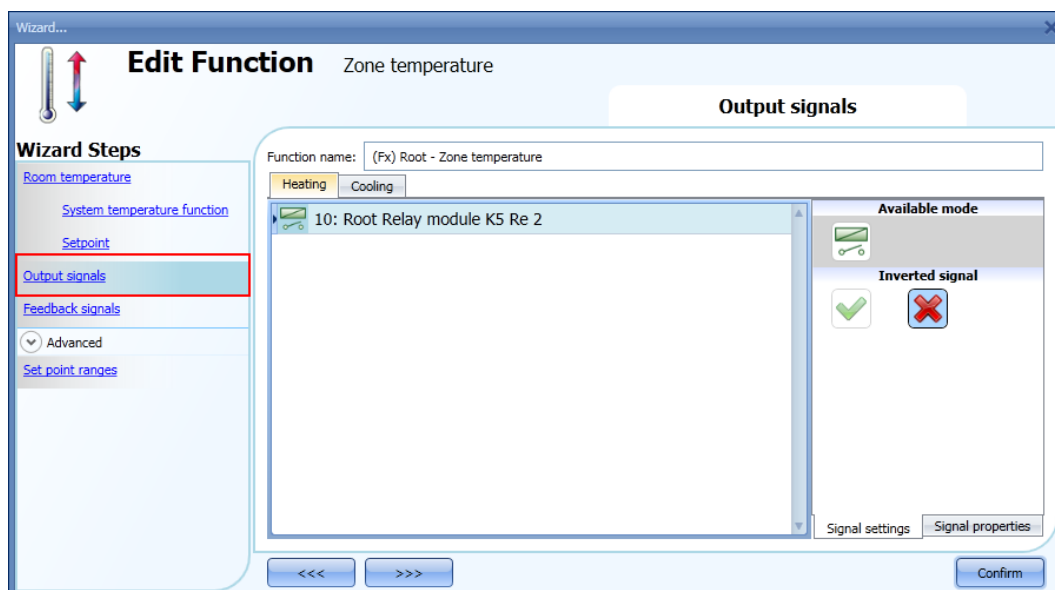 Wizard...
Edit Function Zone temperature
Output signals
Wizard Steps
Room temperature
System temperature function
Setpoint
Output signals
Feedback signals
Advanced
Set point ranges
Function name: (Fx) Root - Zone temperature
Heating Cooling
10: Root Relay module K5 Re 2
Available mode
Inverted signal
Signal settings Signal properties
<<< >>> Confirm